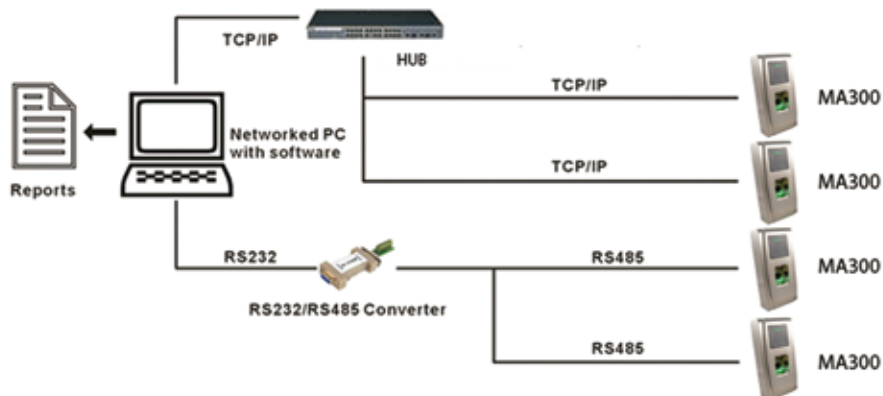 TCP/IP
HUB
TCP/IP
MA300
Networked PC
with software
Reports
TCP/IP
MA300
RS232
RS485
MA300
RS232/RS485 Converter
RS485
MA300